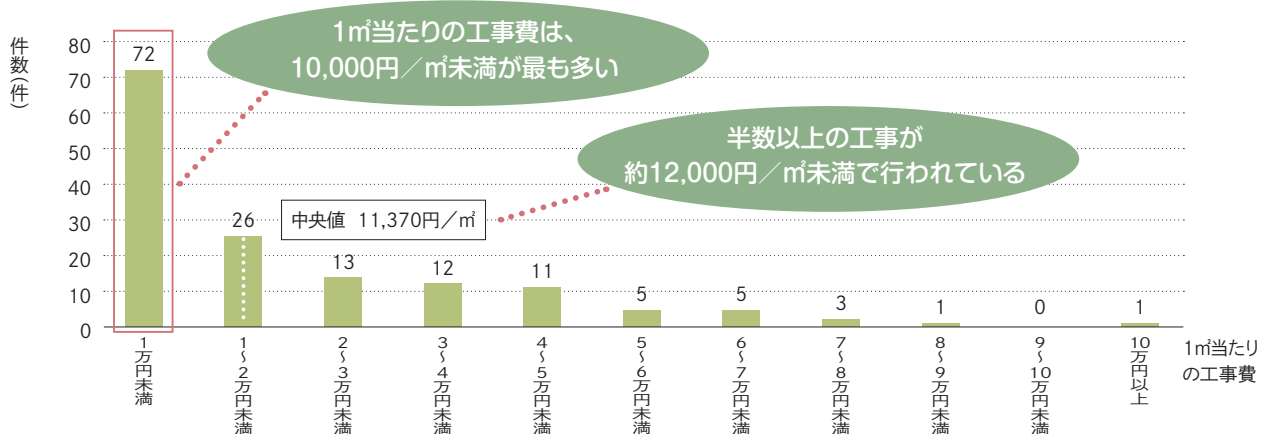 1㎡当たりの工事費は、
10,000円／㎡未満が最も多い
半数以上の工事が
約12,000円／㎡未満で行われている
件数（件）
80
70
60
50
40
30
20
10
0
72
26
13
12
11
5
5
3
1
0
1
中央値 11,370円／㎡
1万円未満
1〜2万円未満
2〜3万円未満
3〜4万円未満
4〜5万円未満
5〜6万円未満
6〜7万円未満
7〜8万円未満
8〜9万円未満
9〜10万円未満
10万円以上
1㎡当たり
の工事費